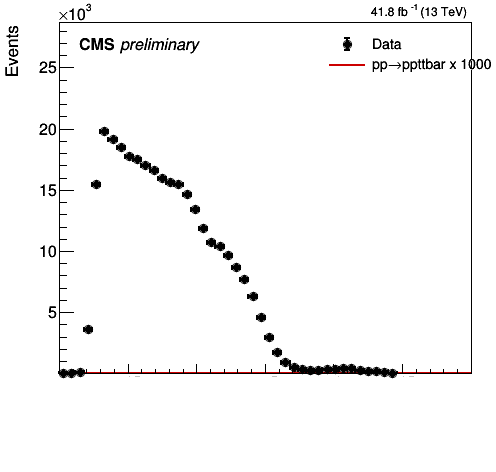 ×10³
41.8 fb⁻¹ (13 TeV)
Events
CMS preliminary
Data
pp→ppttbar x 1000
25
20
15
10
5